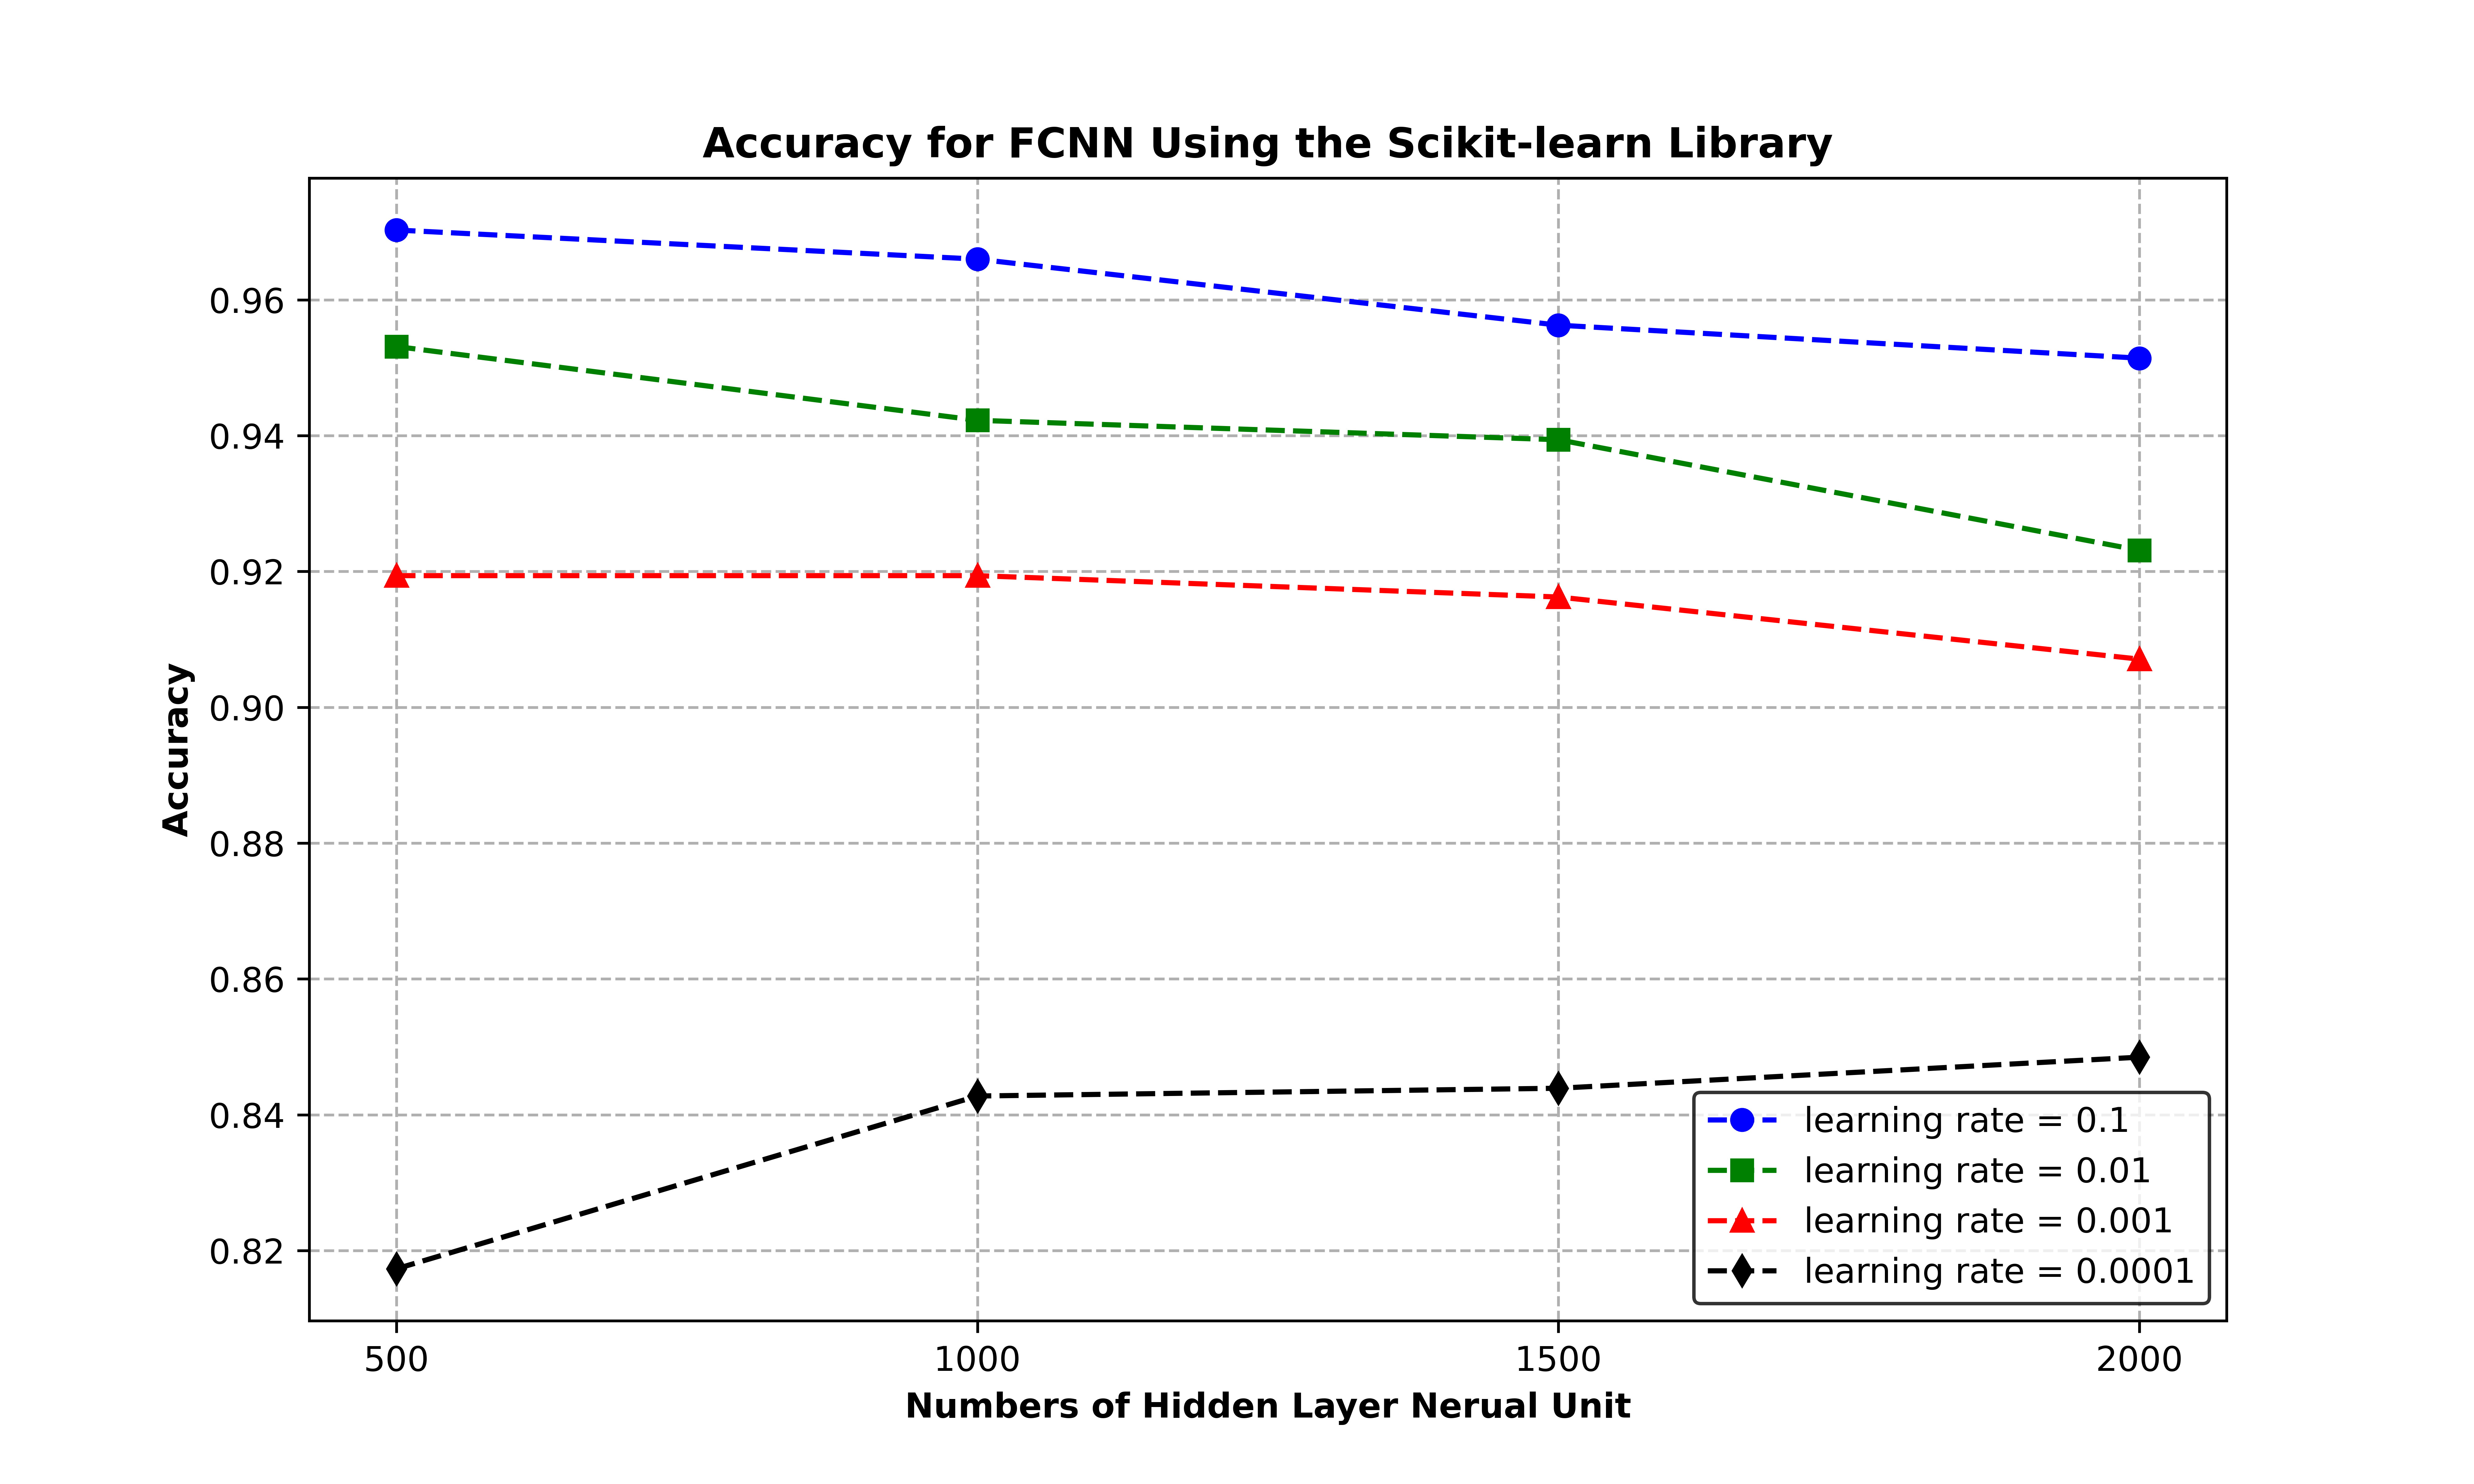 Accuracy for FCNN Using the Scikit-learn Library
Accuracy
0.96
0.94
0.92
0.90
0.88
0.86
0.84
0.82
learning rate = 0.1
learning rate = 0.01
learning rate = 0.001
learning rate = 0.0001
500 1000 1500 2000
Numbers of Hidden Layer Nerual Unit